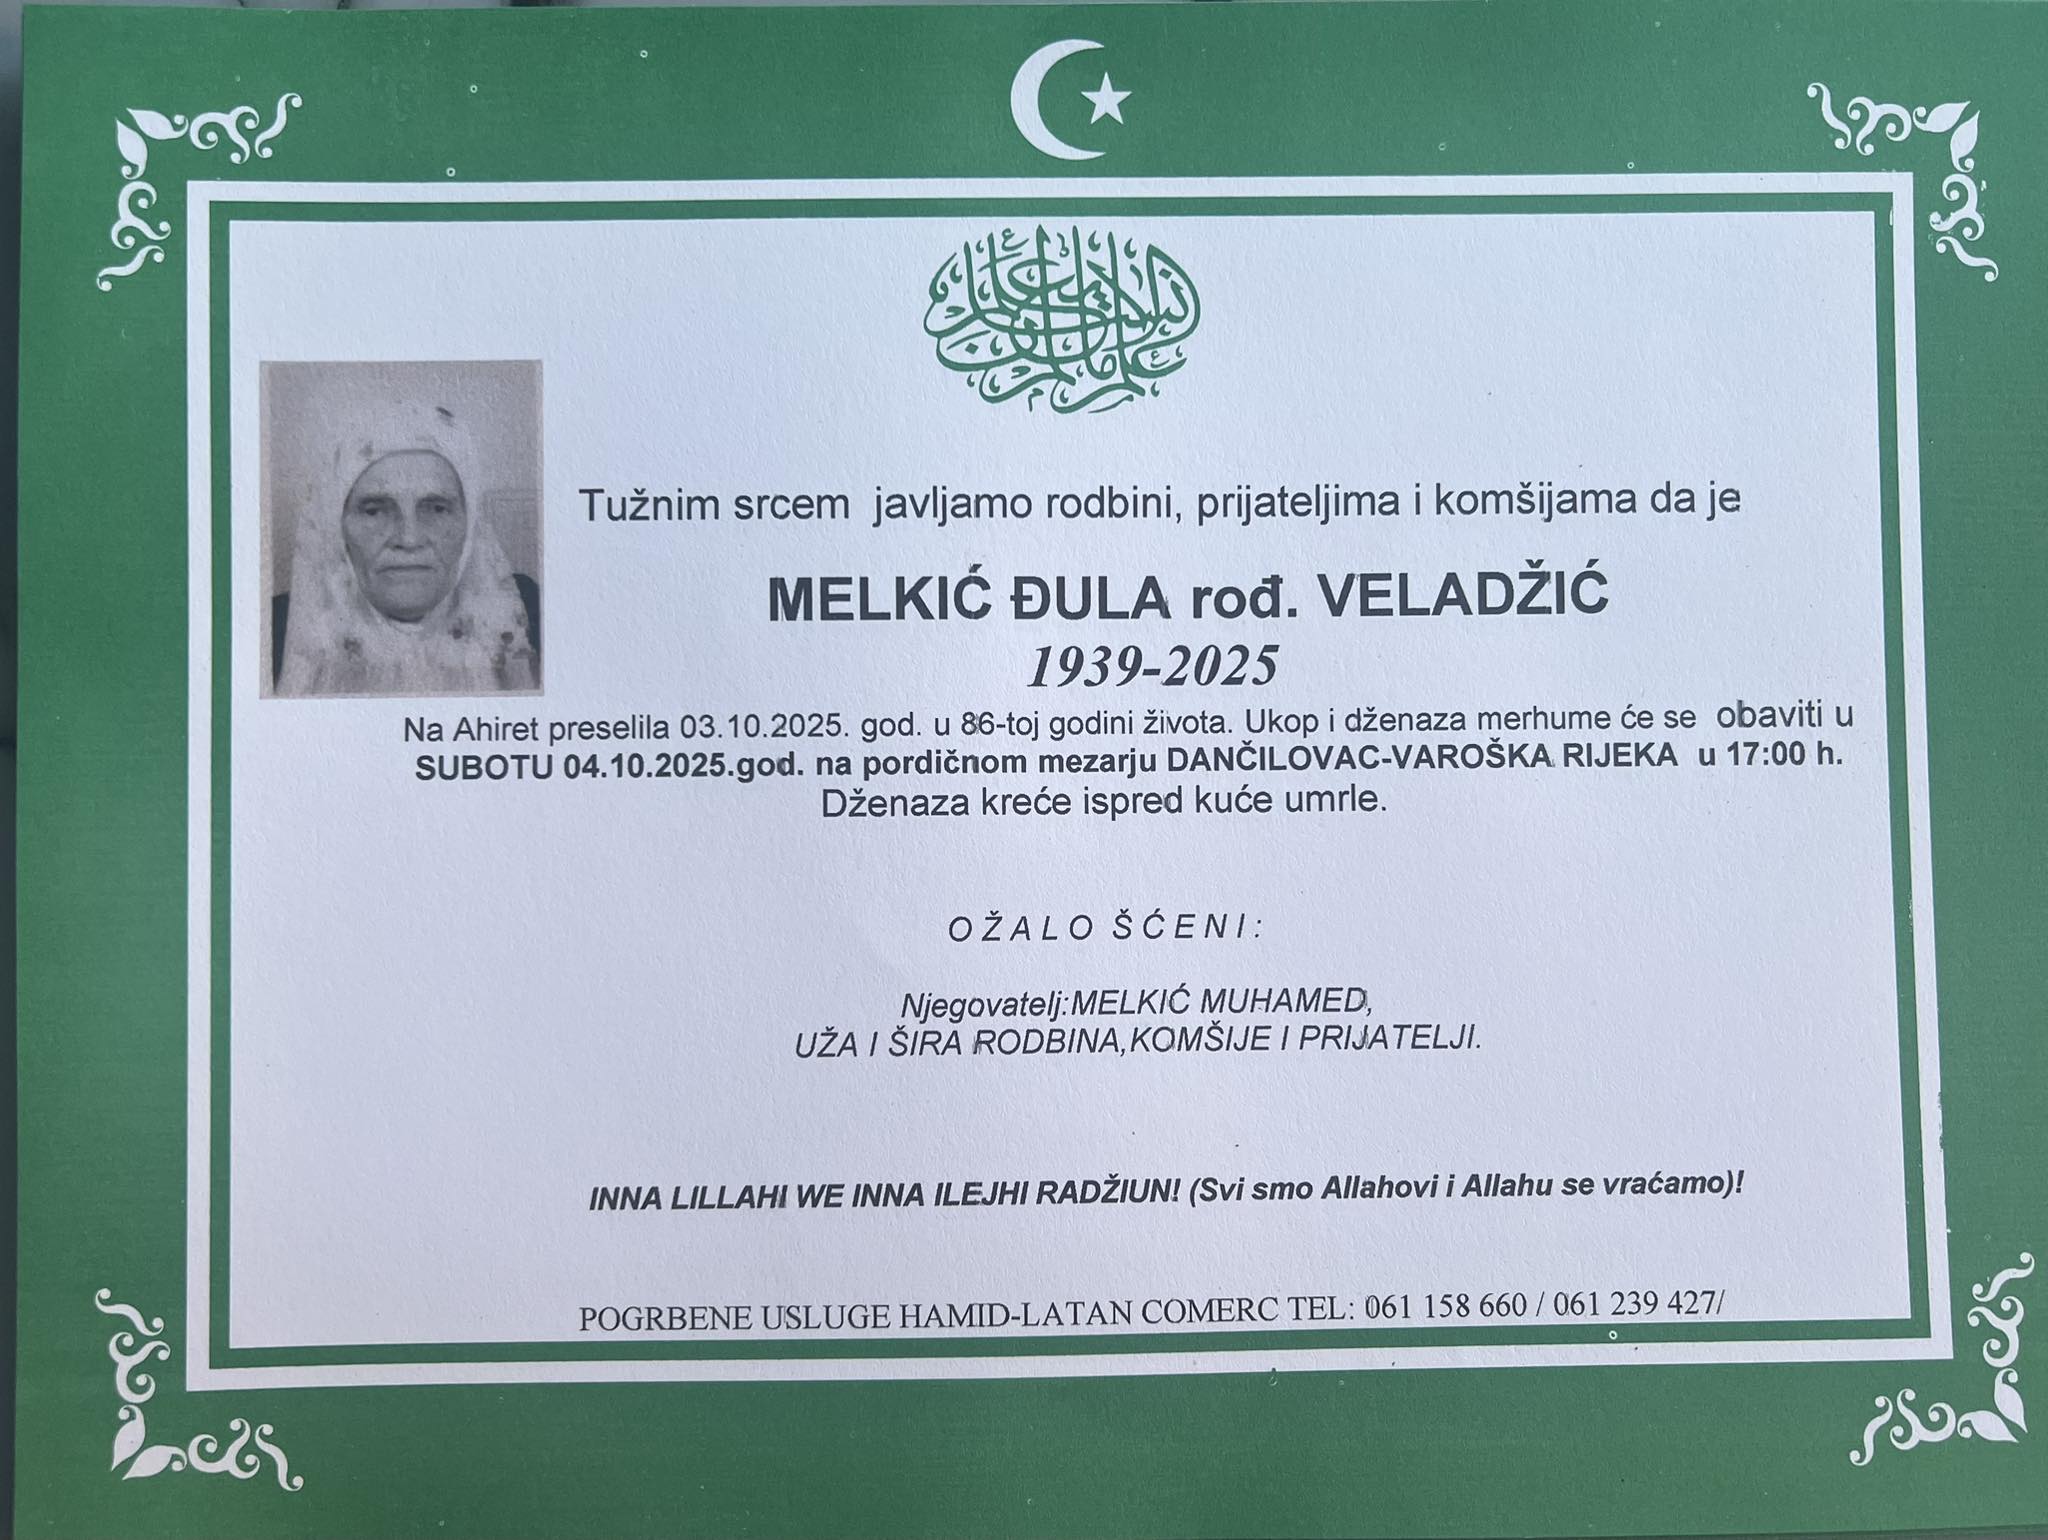 Tužnim srcem javljamo rodbini, prijateljima i komšijama da je
MELKIĆ ĐULA rođ. VELADŽIĆ
1939-2025
Na Ahiret preselila 03.10.2025. god. u 86-toj godini života. Ukop i dženaza merhume će se obaviti u
SUBOTU 04.10.2025.god. na pordičnom mezarju DANČILOVAC-VAROŠKA RIJEKA u 17:00 h.
Dženaza kreće ispred kuće umrle.
O Ž A L O Š Ć E N I :
Njegovatelj:MELKIĆ MUHAMED,
UŽA I ŠIRA RODBINA,KOMŠIJE I PRIJATELJI.
INNA LILLAHI WE INNA ILEJHI RADŽIUN! (Svi smo Allahovi i Allahu se vraćamo)!
POGRBENE USLUGE HAMID-LATAN COMERC TEL: 061 158 660 / 061 239 427/